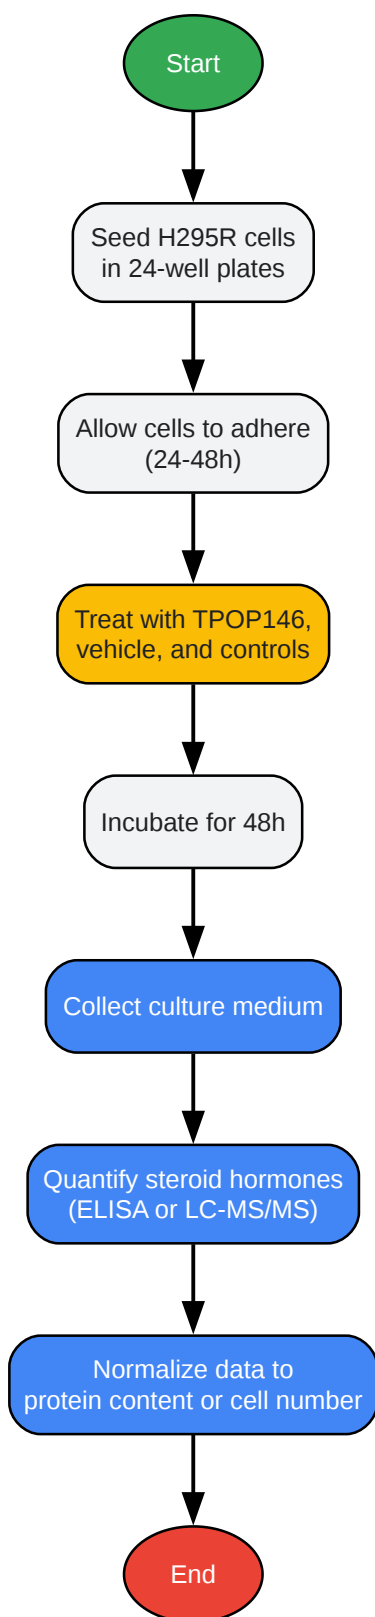 Start
Seed H295R cells
in 24-well plates
Allow cells to adhere
(24-48h)
Treat with TPOP146,
vehicle, and controls
Incubate for 48h
Collect culture medium
Quantify steroid hormones
(ELISA or LC-MS/MS)
Normalize data to
protein content or cell number
End